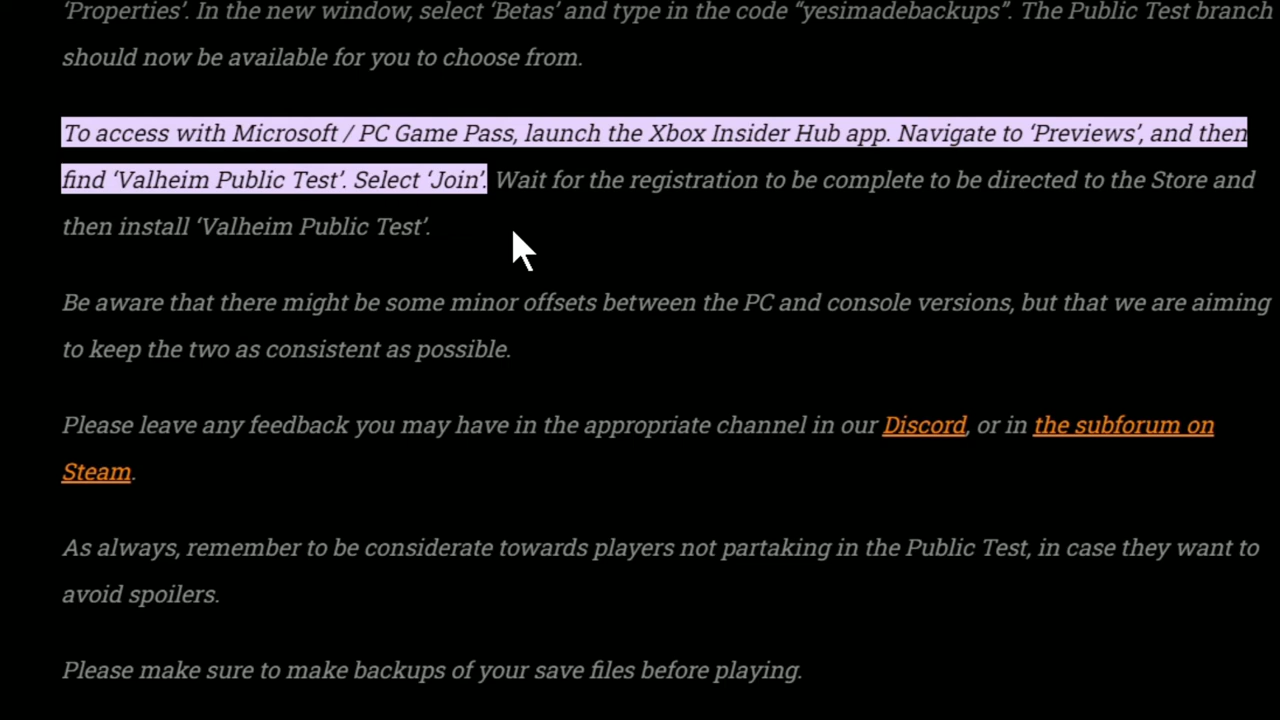 ‘Properties’. In the new window, select ‘Betas’ and type in the code “yesimadebackups”. The Public Test branch
should now be available for you to choose from.
To access with Microsoft / PC Game Pass, launch the Xbox Insider Hub app. Navigate to ‘Previews’, and then
find ‘Valheim Public Test’. Select ‘Join’. Wait for the registration to be complete to be directed to the Store and
then install ‘Valheim Public Test’.
Be aware that there might be some minor offsets between the PC and console versions, but that we are aiming
to keep the two as consistent as possible.
Please leave any feedback you may have in the appropriate channel in our Discord, or in the subforum on
Steam.
As always, remember to be considerate towards players not partaking in the Public Test, in case they want to
avoid spoilers.
Please make sure to make backups of your save files before playing.